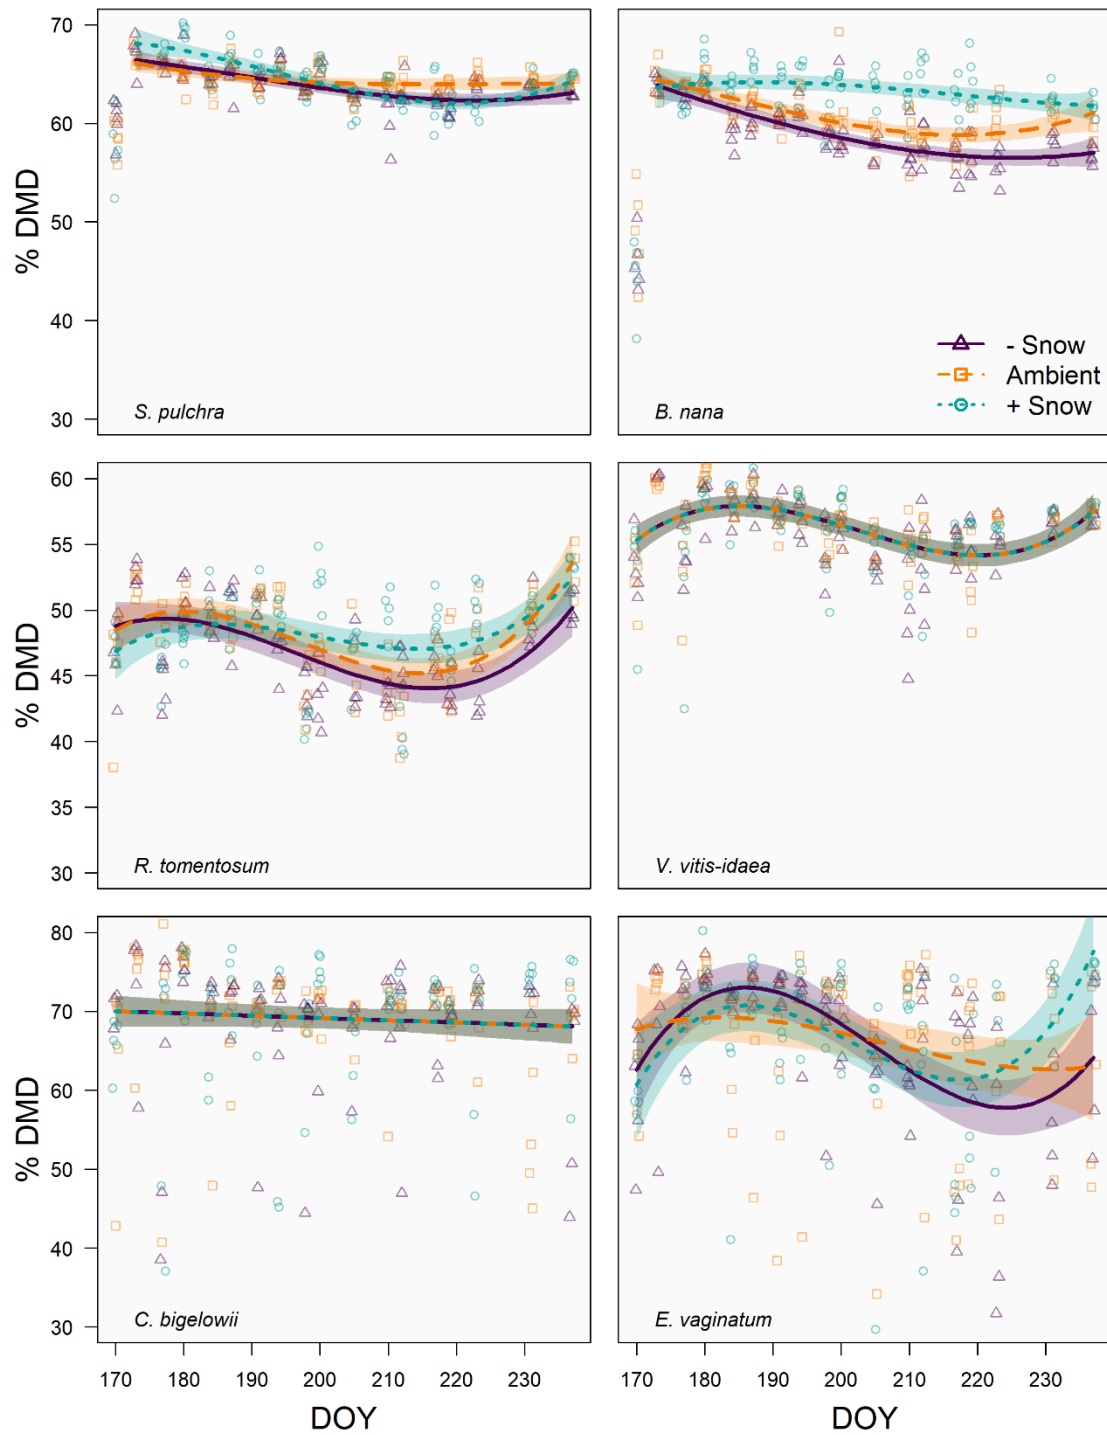 70
60
50
40
30
% DMD
S. pulchra
- Snow
Ambient
+ Snow
B. nana
60
55
50
45
40
35
30
% DMD
R. tomentosum
V. vitis-idaea
80
70
60
50
40
30
% DMD
C. bigelowii
E. vaginatum
170 180 190 200 210 220 230
170 180 190 200 210 220 230
DOY
DOY